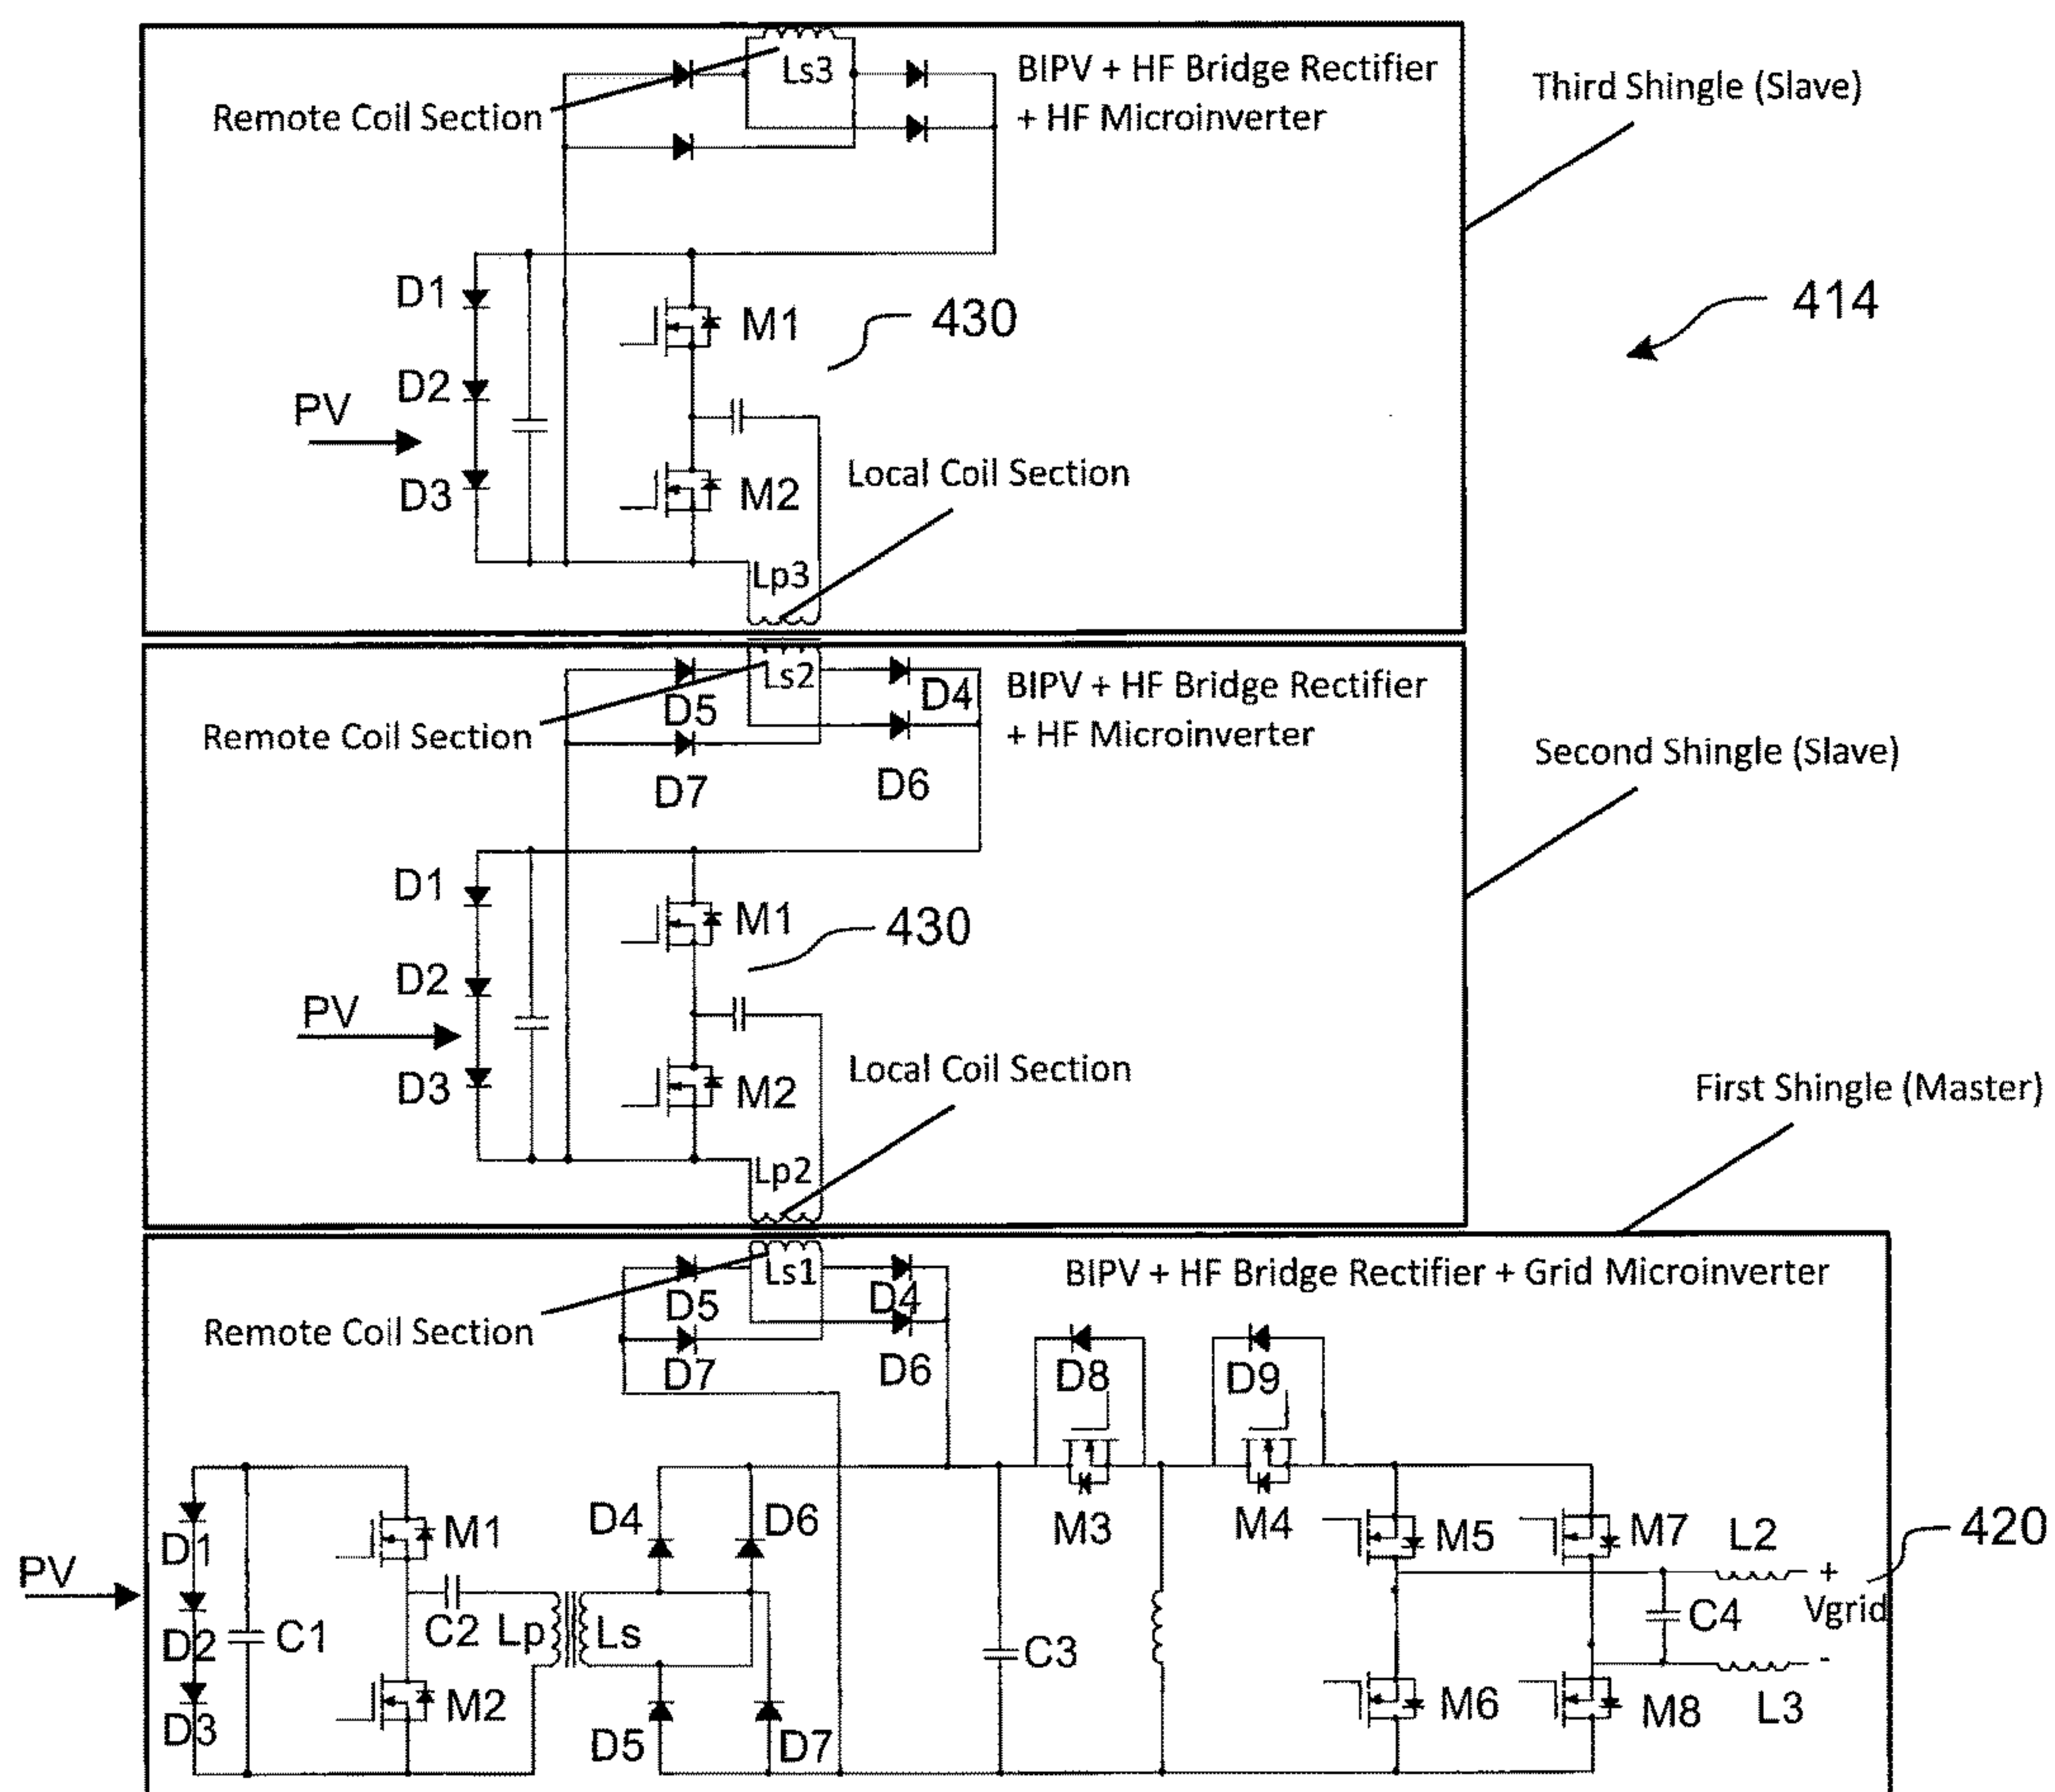 Ls3
BIPV + HF Bridge Rectifier
+ HF Microinverter
Third Shingle (Slave)
Remote Coil Section
D1
M1
430
414
D2
PV
D3
M2
Local Coil Section
Lp3
Ls2
D5
D4
BIPV + HF Bridge Rectifier
+ HF Microinverter
Remote Coil Section
D7
D6
Second Shingle (Slave)
D1
M1
430
D2
PV
D3
M2
Local Coil Section
Lp2
First Shingle (Master)
Ls1
D5
D4
BIPV + HF Bridge Rectifier + Grid Microinverter
Remote Coil Section
D7
D6
D8
D9
M3
M4
D4
D6
M1
M5
M7
L2
420
D1
PV
+
Vgrid
C4
C2
Lp
Ls
D2
C1
C3
-
M2
M6
M8
L3
D3
D5
D7